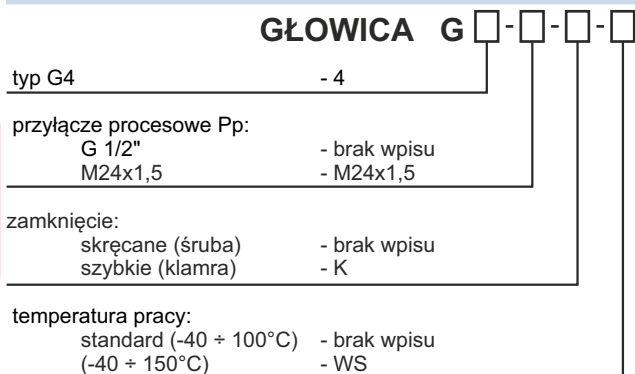 GŁOWICA G - - -
typ G4 - 4
przyłącze procesowe Pp:
G 1/2" - brak wpisu
M24x1,5 - M24x1,5
zamknięcie:
skręcane (śruba) - brak wpisu
szybkie (klamra) - K
temperatura pracy:
standard (-40 ÷ 100°C) - brak wpisu
(-40 ÷ 150°C) - WS